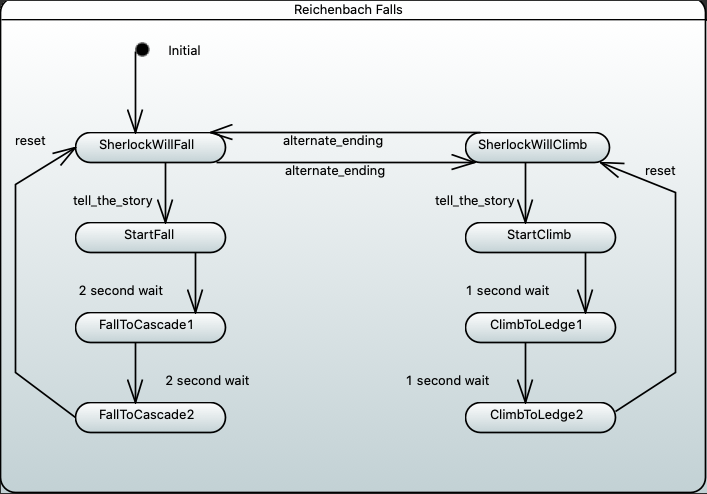 Reichenbach Falls
Initial
reset
SherlockWillFall
alternate_ending
alternate_ending
SherlockWillClimb
reset
tell_the_story
tell_the_story
StartFall
StartClimb
2 second wait
1 second wait
FallToCascade1
ClimbToLedge1
2 second wait
1 second wait
FallToCascade2
ClimbToLedge2